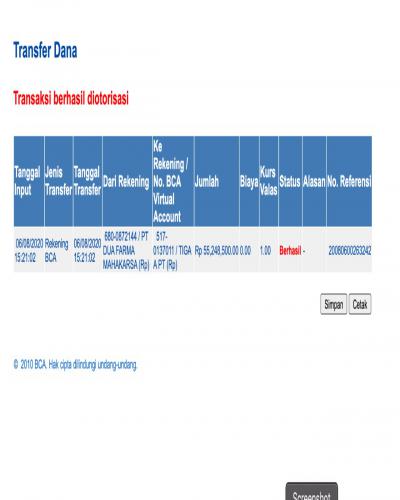 Transfer Dana
Transaksi berhasil diotorisasi
Tanggal Input
Jenis Transfer
Tanggal Transfer
Dari Rekening
Ke Rekening / No. BCA Virtual Account
Jumlah
Biaya
Kurs Valas
Status
Alasan
No. Referensi
06/08/2020 15:21:02
Rekening BCA
06/08/2020 15:21:02
680-0872144 / PT DUA FARMA MAHAKARSA (Rp)
517-0137011 / TIGA A PT (Rp)
Rp 55,248,500.00
0.00
1.00
Berhasil
-
20080600263242
Simpan
Cetak
© 2010 BCA. Hak cipta dilindungi undang-undang.
Screenshot